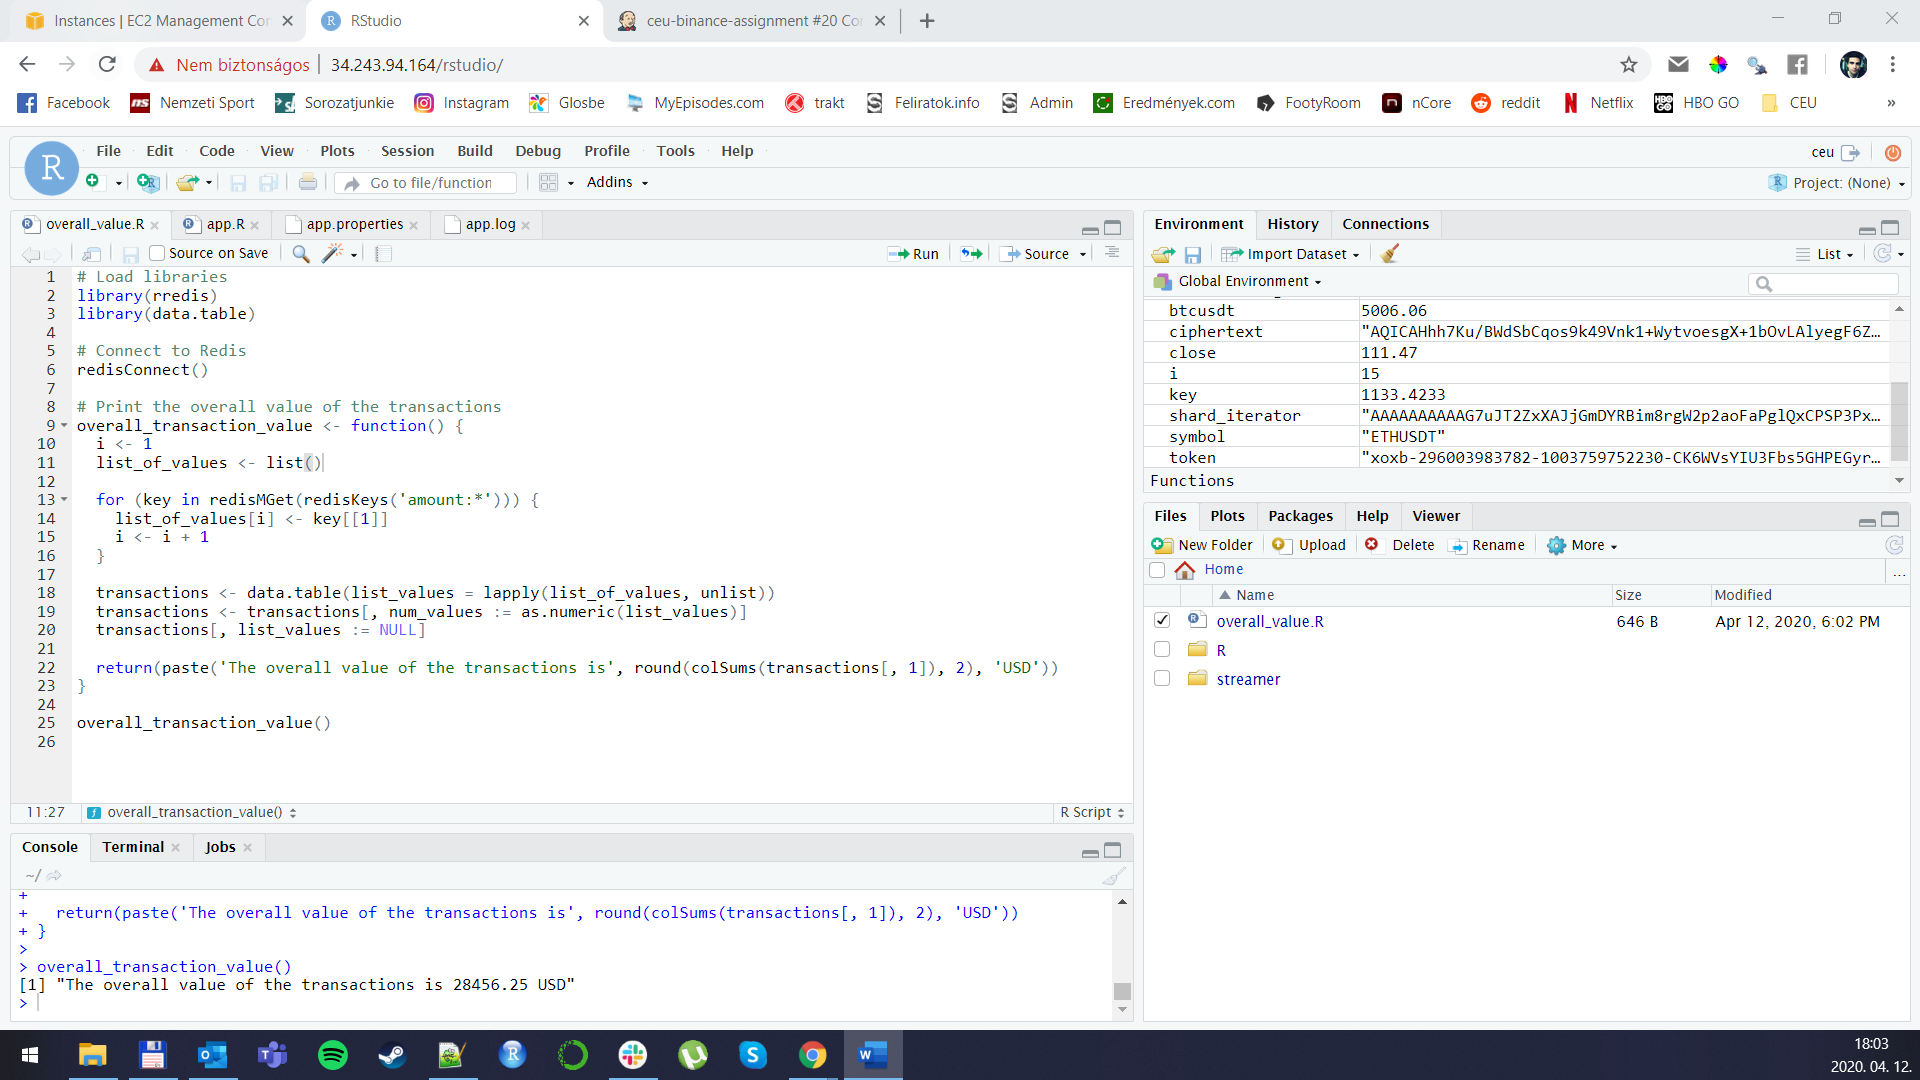 Instances | EC2 Management Con
RStudio
ceu-binance-assignment #20 Con
Nem biztonságos
34.243.94.164/rstudio/
Facebook
Nemzeti Sport
Sorozatjunkie
Instagram
Glosbe
MyEpisodes.com
trakt
Feliratok.info
Admin
Eredmények.com
FootyRoom
nCore
reddit
Netflix
HBO GO
CEU
»
File Edit Code View Plots Session Build Debug Profile Tools Help
ceu
Go to file/function
Addins
Project: (None)
overall_value.R
app.R
app.properties
app.log
Source on Save
Run
Source
1 # Load libraries
2 library(rredis)
3 library(data.table)
4
5 # Connect to Redis
6 redisConnect()
7
8 # Print the overall value of the transactions
9 overall_transaction_value <- function() {
10 i <- 1
11 list_of_values <- list()
12
13 for (key in redisMGet(redisKeys('amount:*'))) {
14 list_of_values[i] <- key[[1]]
15 i <- i + 1
16 }
17
18 transactions <- data.table(list_values = lapply(list_of_values, unlist))
19 transactions <- transactions[, num_values := as.numeric(list_values)]
20 transactions[, list_values := NULL]
21
22 return(paste('The overall value of the transactions is', round(colSums(transactions[, 1]), 2), 'USD'))
23 }
24
25 overall_transaction_value()
26
11:27
overall_transaction_value()
R Script
Console
Terminal
Jobs
~/
+
+ return(paste('The overall value of the transactions is', round(colSums(transactions[, 1]), 2), 'USD'))
+ }
>
> overall_transaction_value()
[1] "The overall value of the transactions is 28456.25 USD"
>
Environment
History
Connections
Import Dataset
List
Global Environment
btcusdt 5006.06
ciphertext "AQICAHhh7Ku/BWdSbCqos9k49Vnk1+WytvoesgX+1bOvLAlyegF6Z…
close 111.47
i 15
key 1133.4233
shard_iterator "AAAAAAAAAAG7uJT2ZxXAJjGmDYRBim8rgW2p2aoFaPglQxCPSP3Px…
symbol "ETHUSDT"
token "xoxb-296003983782-1003759752230-CK6WVsYIU3Fbs5GHPEGyr…
Functions
Files
Plots
Packages
Help
Viewer
New Folder
Upload
Delete
Rename
More
Home
...
Name Size Modified
overall_value.R 646 B Apr 12, 2020, 6:02 PM
R
streamer
18:03
2020. 04. 12.